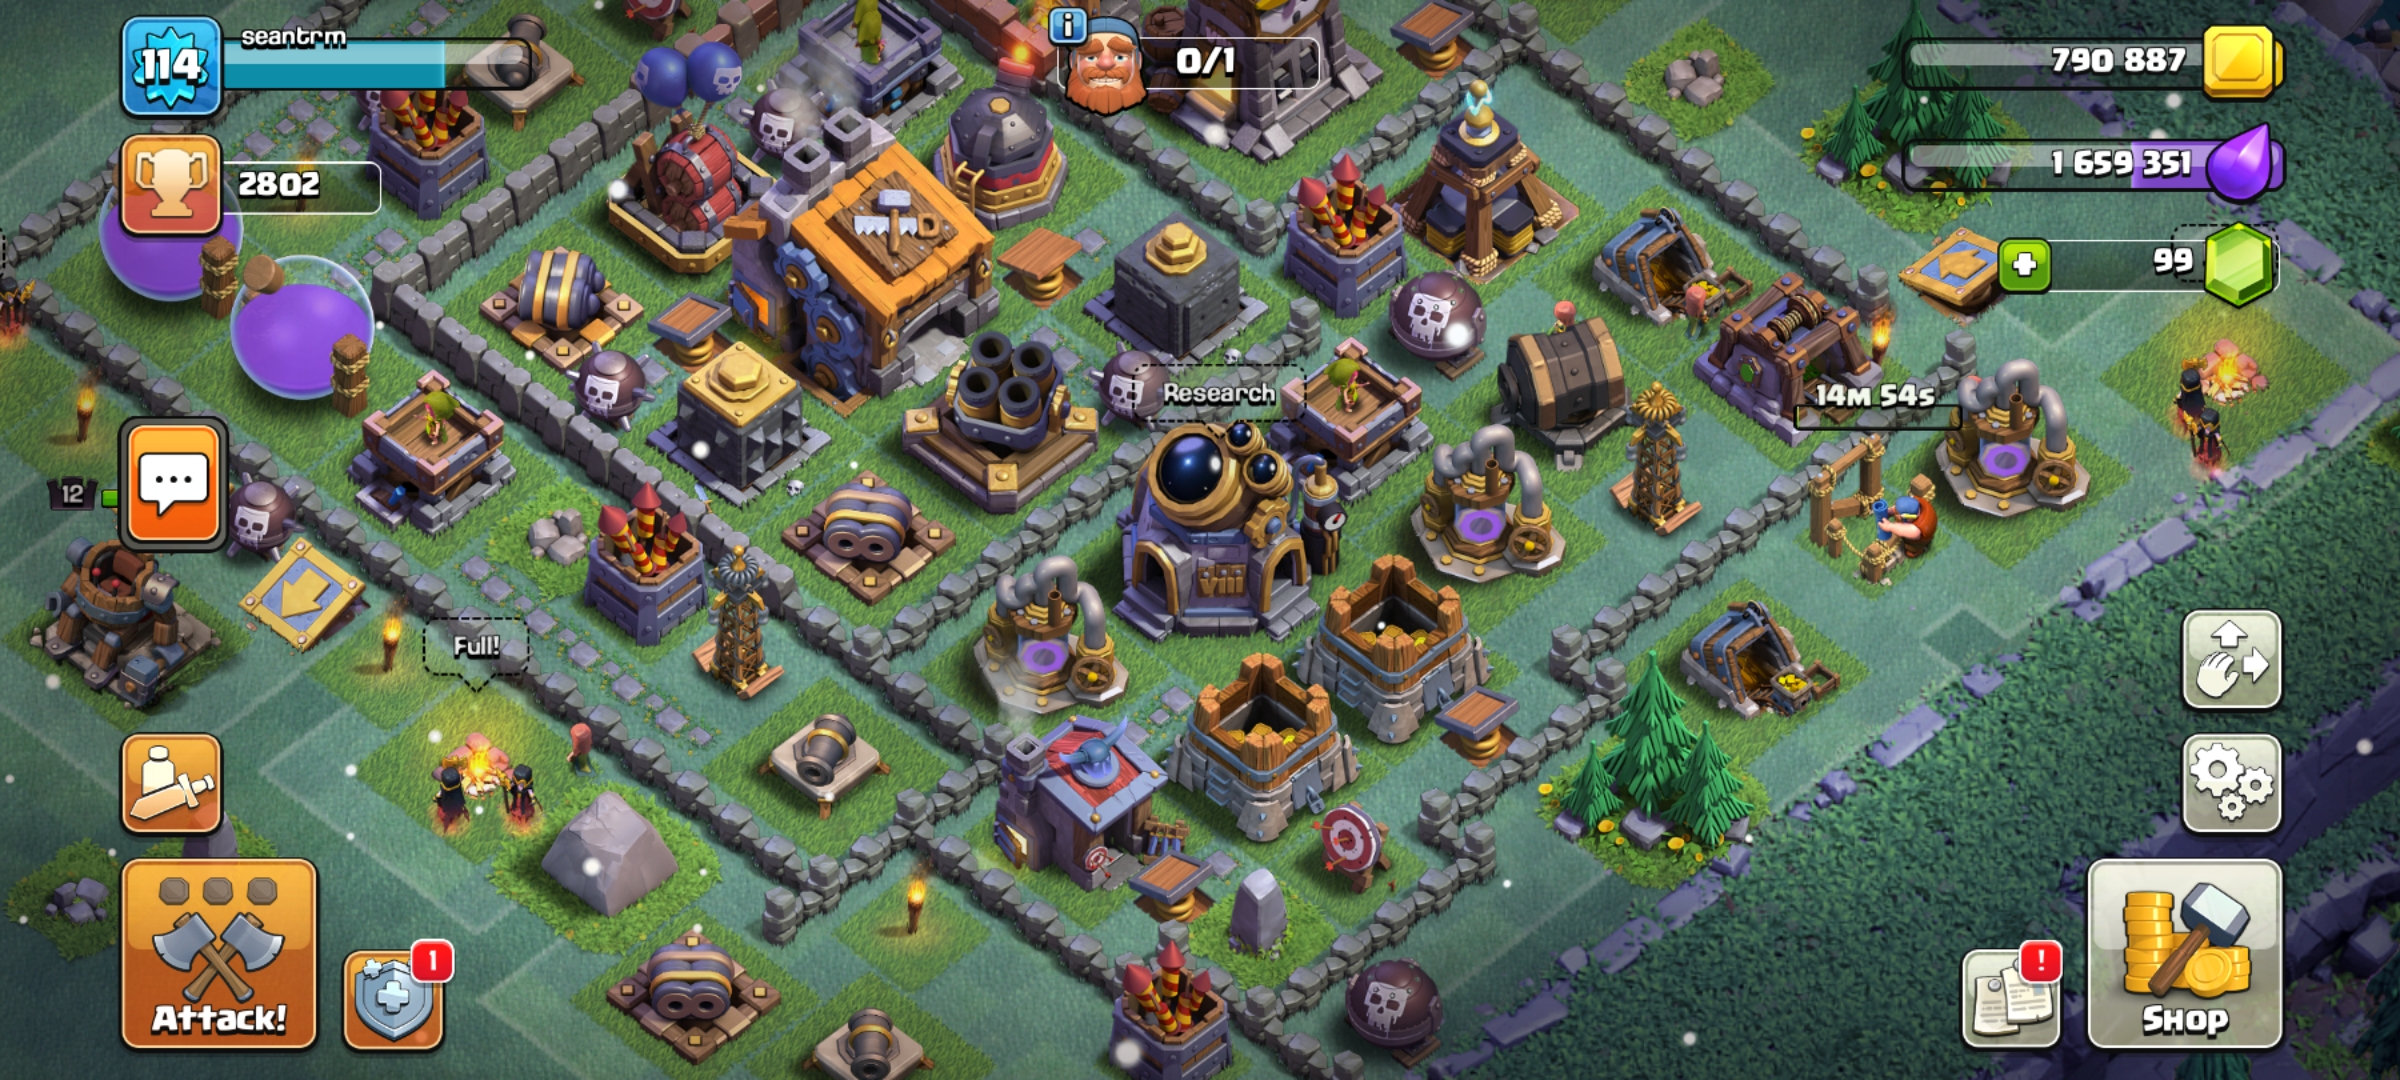 114
seantrm
0/1
790 887
2802
1 659 351
99
Research
14M 54s
12
VIII
Full!
1
!
Attack!
Shop